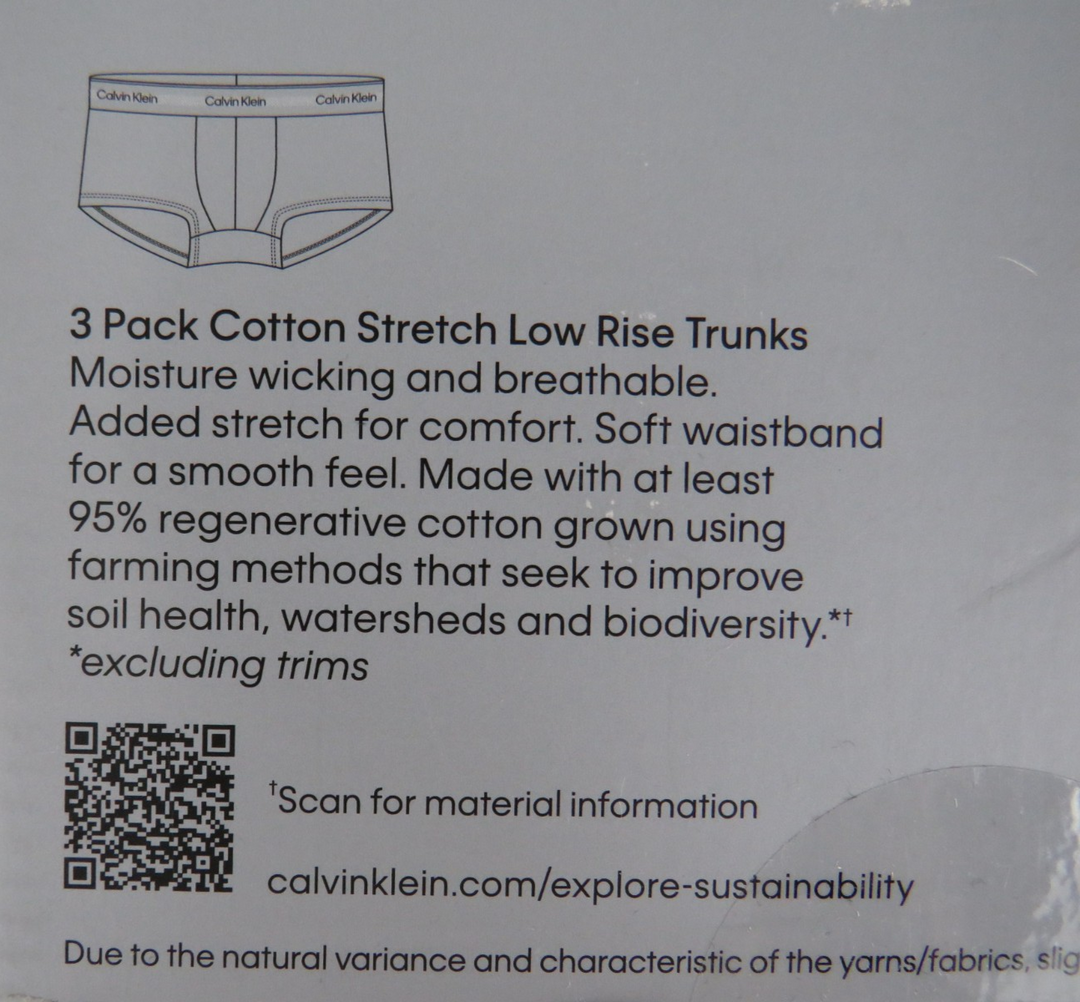 Calvin Klein Calvin Klein Calvin Klein
3 Pack Cotton Stretch Low Rise Trunks
Moisture wicking and breathable.
Added stretch for comfort. Soft waistband
for a smooth feel. Made with at least
95% regenerative cotton grown using
farming methods that seek to improve
soil health, watersheds and biodiversity.*†
*excluding trims
†Scan for material information
calvinklein.com/explore-sustainability
Due to the natural variance and characteristic of the yarns/fabrics,